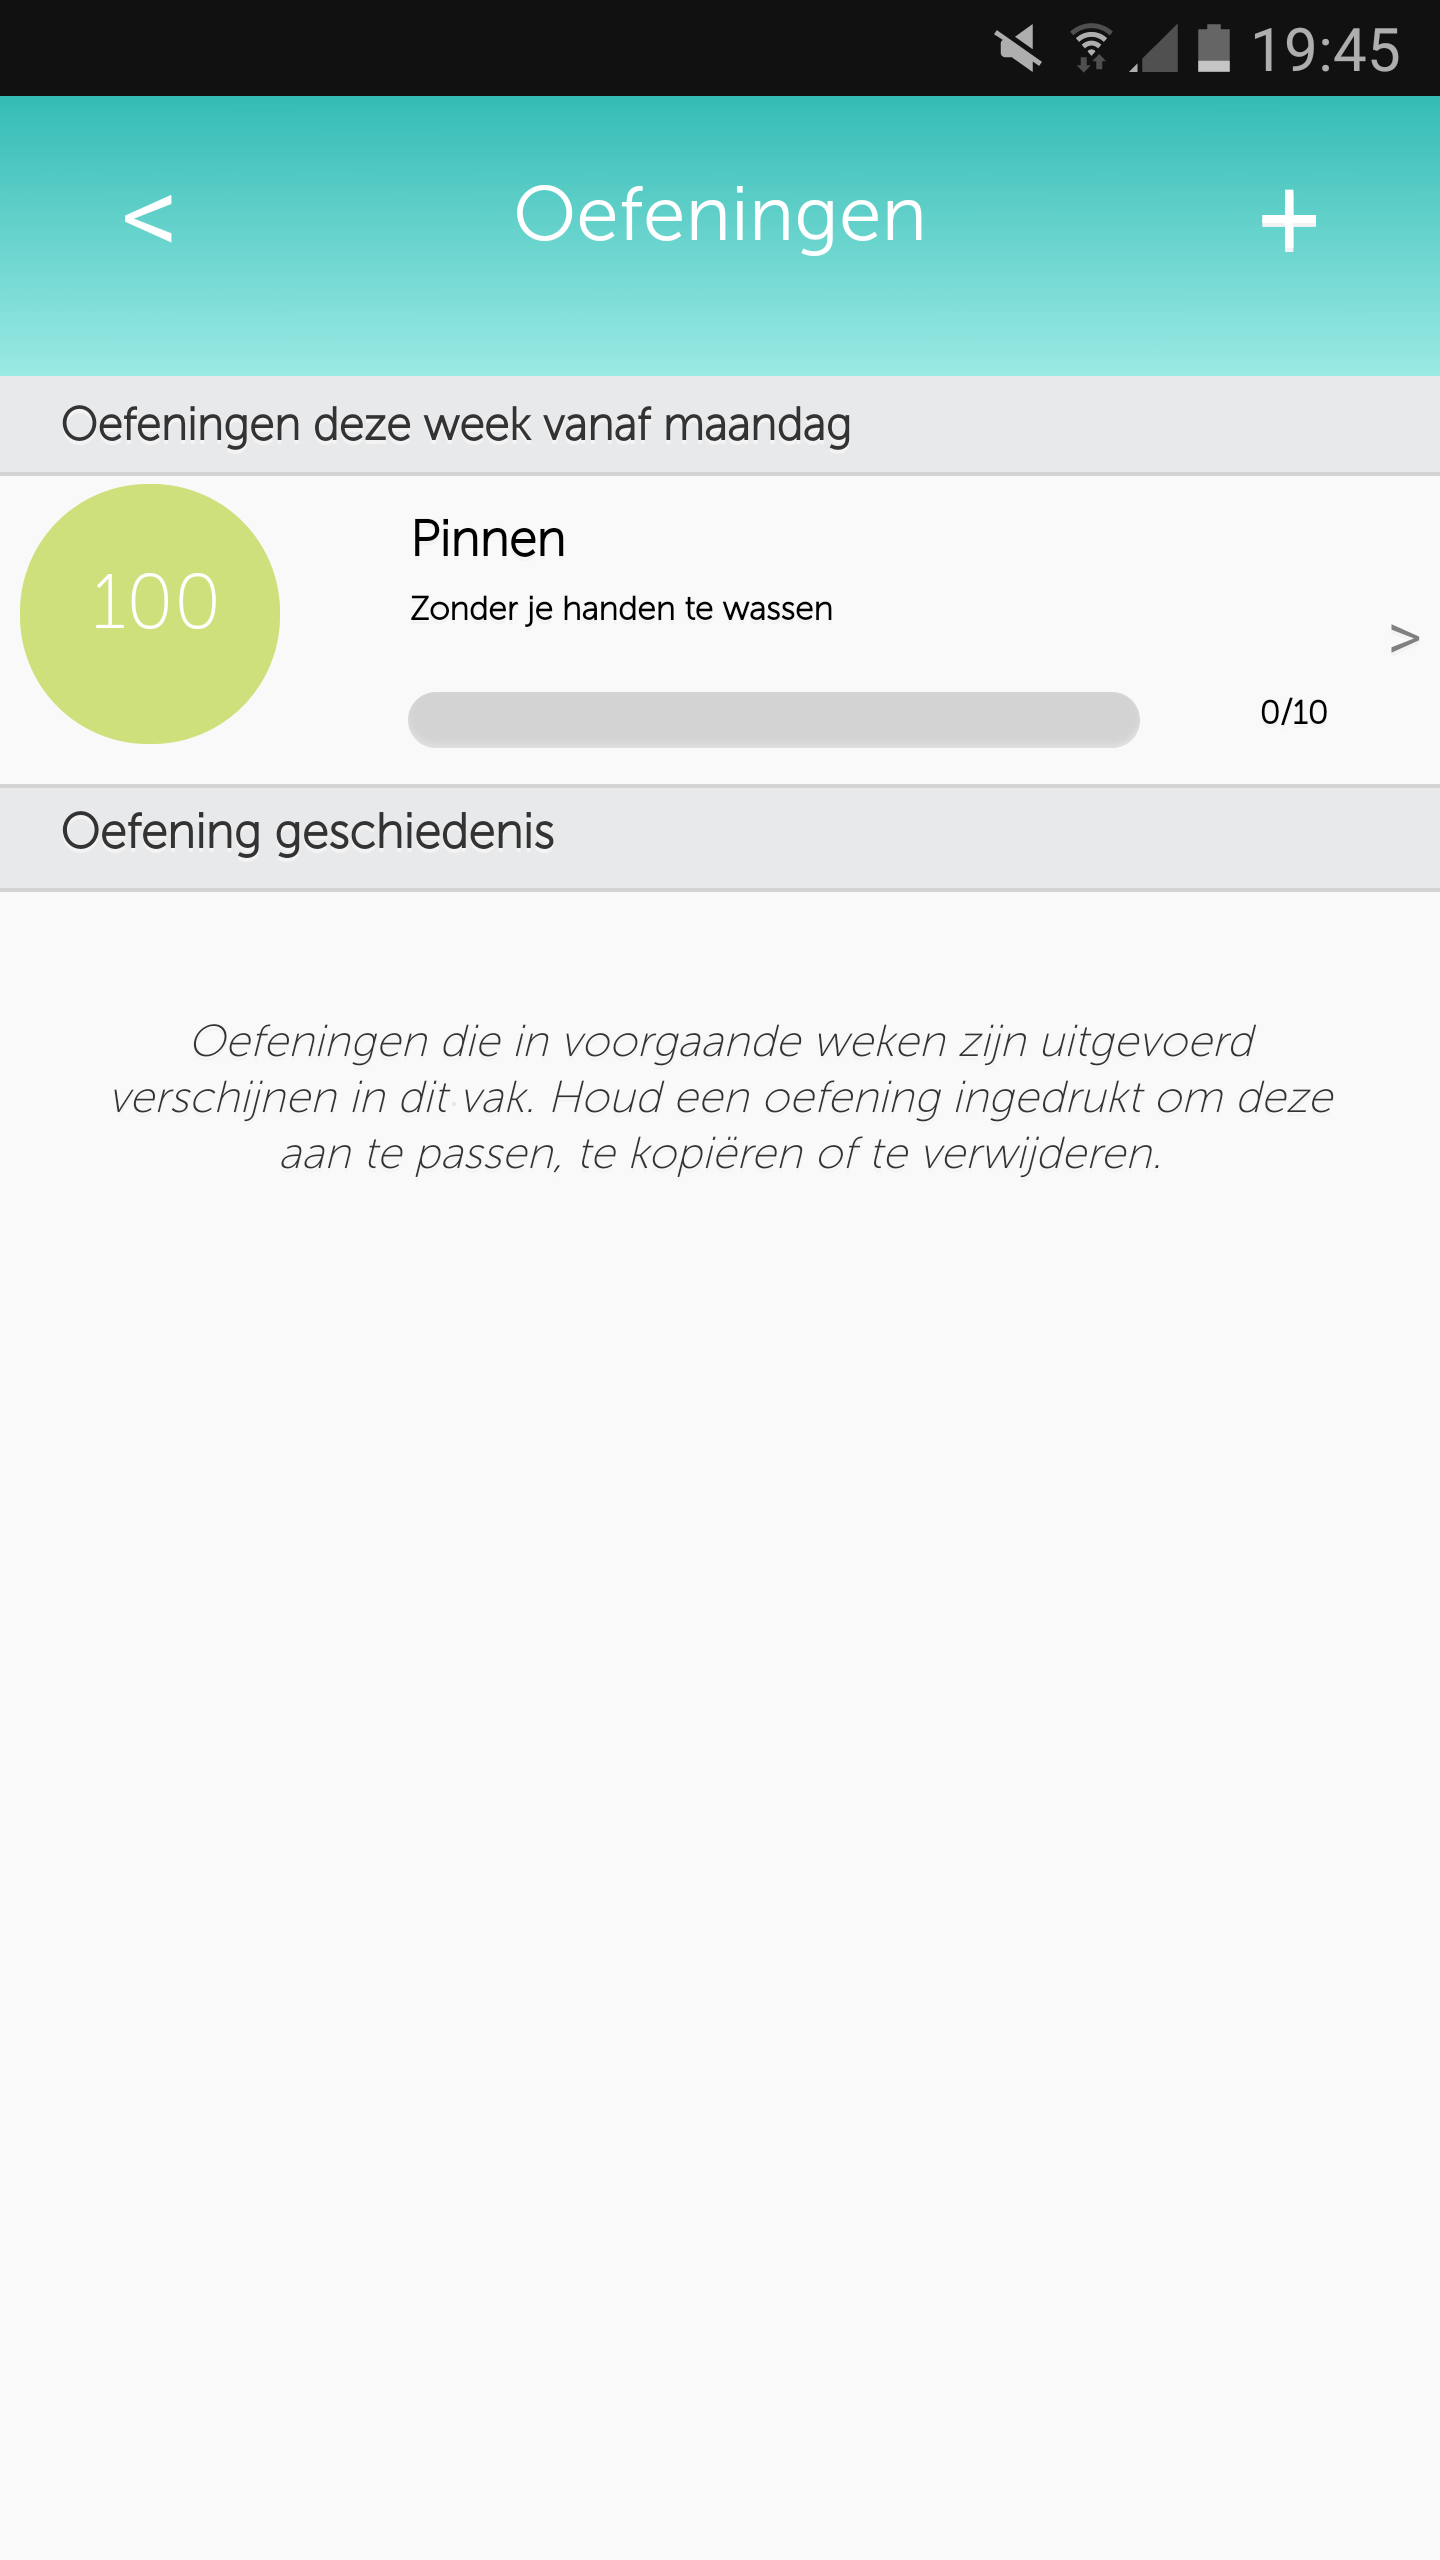 19:45
< Oefeningen +
Oefeningen deze week vanaf maandag
100
Pinnen
Zonder je handen te wassen
>
0/10
Oefening geschiedenis
Oefeningen die in voorgaande weken zijn uitgevoerd
verschijnen in dit vak. Houd een oefening ingedrukt om deze
aan te passen, te kopiëren of te verwijderen.